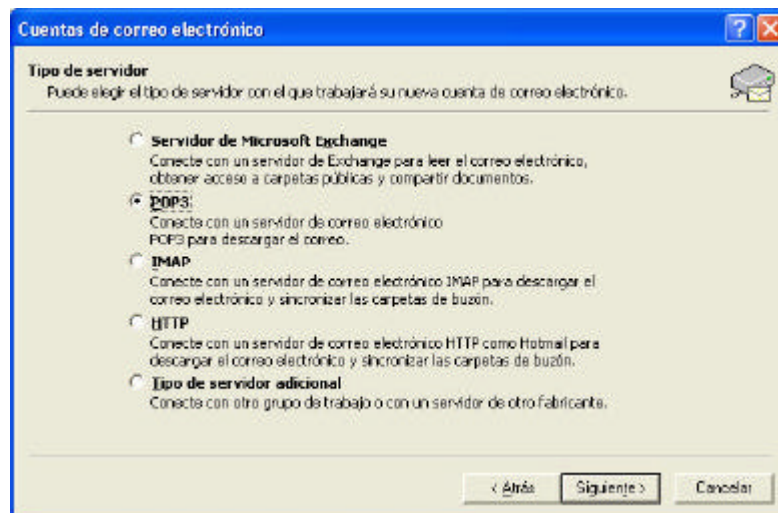 Cuentas de correo electrónico
Tipo de servidor
Puede elegir el tipo de servidor con el que trabajará su nueva cuenta de correo electrónico.
Servidor de Microsoft Exchange
Conecte con un servidor de Exchange para leer el correo electrónico,
obtener acceso a carpetas públicas y compartir documentos.
POP3
Conecte con un servidor de correo electrónico
POP3 para descargar el correo.
IMAP
Conecte con un servidor de correo electrónico IMAP para descargar el
correo electrónico y sincronizar las carpetas de buzón.
HTTP
Conecte con un servidor de correo electrónico HTTP como Hotmail para
descargar el correo electrónico y sincronizar las carpetas de buzón.
Tipo de servidor adicional
Conecte con otro grupo de trabajo o con un servidor de otro fabricante.
< Atrás Siguiente > Cancelar